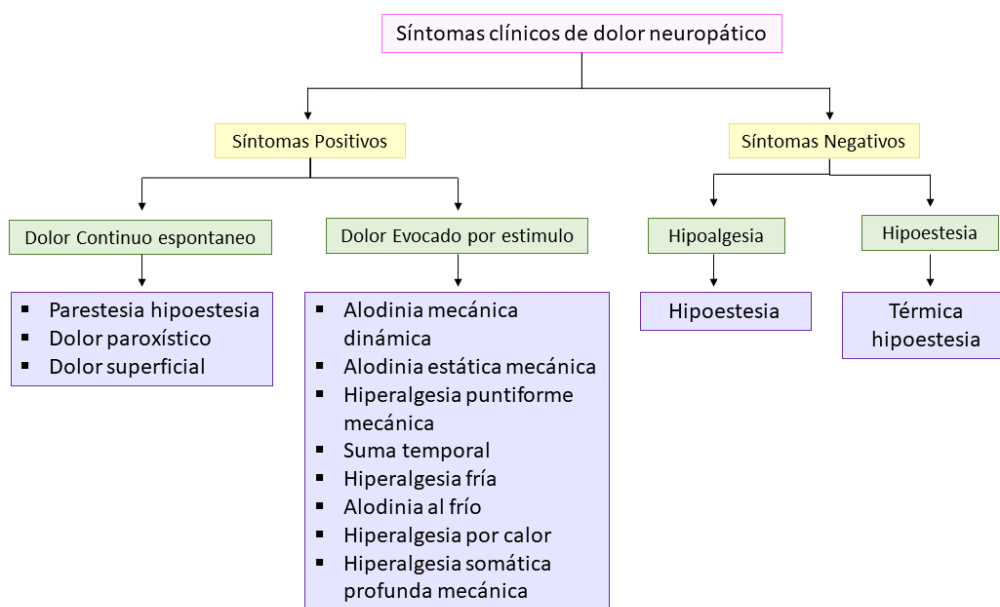 Síntomas clínicos de dolor neuropático
Síntomas Positivos
Síntomas Negativos
Dolor Continuo espontaneo
Dolor Evocado por estimulo
Hipoalgesia
Hipoestesia
▪ Parestesia hipoestesia
▪ Dolor paroxístico
▪ Dolor superficial
▪ Alodinia mecánica
dinámica
▪ Alodinia estática mecánica
▪ Hiperalgesia puntiforme
mecánica
▪ Suma temporal
▪ Hiperalgesia fría
▪ Alodinia al frío
▪ Hiperalgesia por calor
▪ Hiperalgesia somática
profunda mecánica
Hipoestesia
Térmica
hipoestesia